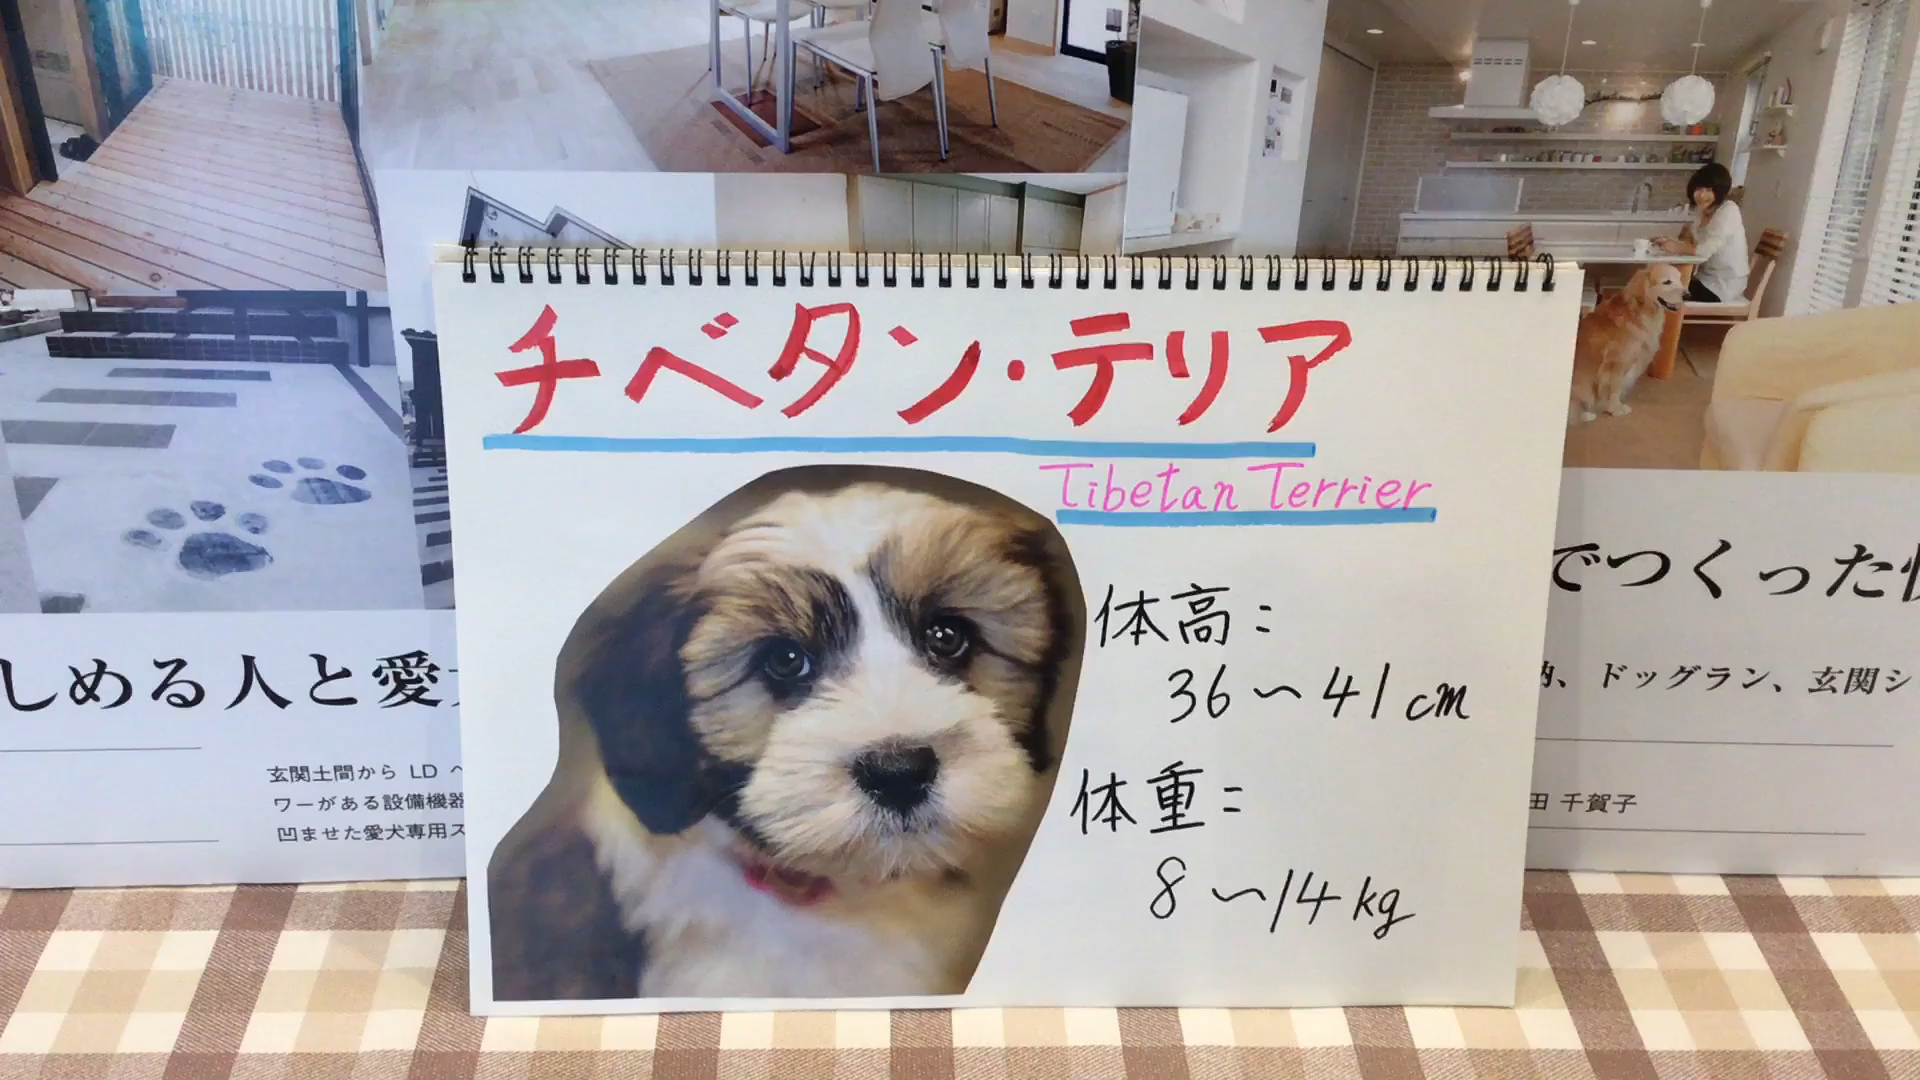 チベタン・テリア
Tibetan Terrier
体高:
36〜41cm
体重:
8〜14kg
しめる人と愛
玄関土間から LD へ
ワーがある設備機器
凹ませた愛犬専用ス
でつくった
、ドッグラン、玄関シ
田 千賀子